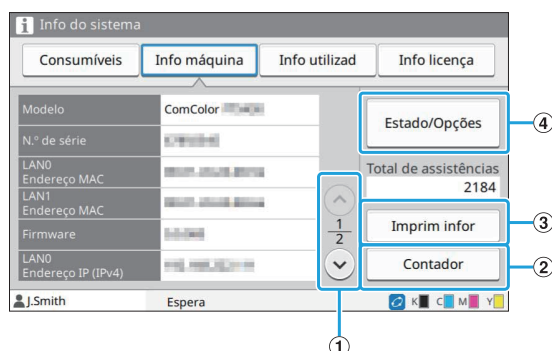 Info do sistema
Consumíveis
Info máquina
Info utilizad
Info licença
Modelo
ComColor
N.º de série
LAN0
Endereço MAC
LAN1
Endereço MAC
Firmware
LAN0
Endereço IP (IPv4)
1
2
Estado/Opções
Total de assistências
2184
Imprim infor
Contador
J.Smith
Espera
K C M Y
4
3
2
1